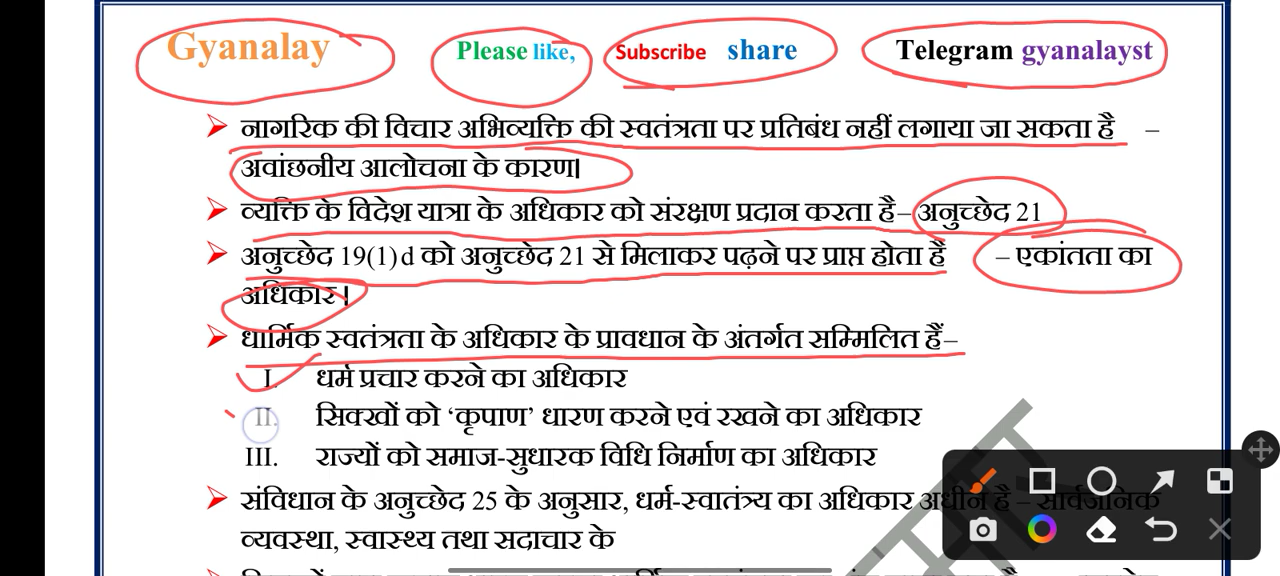 Gyanalay Please like, Subscribe share Telegram gyanalayst
➢ नागरिक की विचार अभिव्यक्ति की स्वतंत्रता पर प्रतिबंध नहीं लगाया जा सकता है –
अवांछनीय आलोचना के कारण।
➢ व्यक्ति के विदेश यात्रा के अधिकार को संरक्षण प्रदान करता है– अनुच्छेद 21
➢ अनुच्छेद 19(1) d को अनुच्छेद 21 से मिलाकर पढ़ने पर प्राप्त होता है – एकांतता का
अधिकार।
➢ धार्मिक स्वतंत्रता के अधिकार के प्रावधान के अंतर्गत सम्मिलित हैं–
I. धर्म प्रचार करने का अधिकार
II. सिक्खों को ‘कृपाण’ धारण करने एवं रखने का अधिकार
III. राज्यों को समाज-सुधारक विधि निर्माण का अधिकार
➢ संविधान के अनुच्छेद 25 के अनुसार, धर्म-स्वातंत्र्य का अधिकार अधीन है – सार्वजनिक
व्यवस्था, स्वास्थ्य तथा सदाचार के